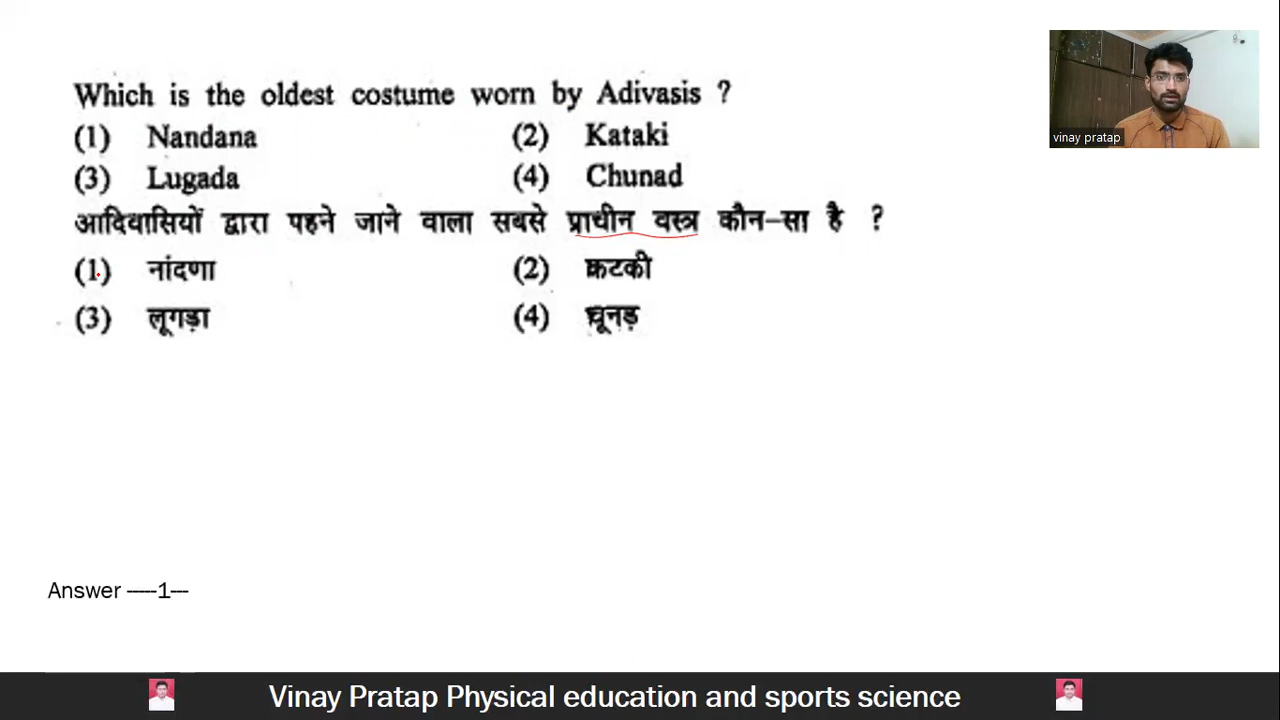 Which is the oldest costume worn by Adivasis ?
(1) Nandana (2) Kataki
(3) Lugada (4) Chunad
आदिवासियों द्वारा पहने जाने वाला सबसे प्राचीन वस्त्र कौन-सा है ?
(1) नांदणा (2) कटकी
(3) लूगड़ा (4) चूनड़
vinay pratap
Answer -----1---
Vinay Pratap Physical education and sports science